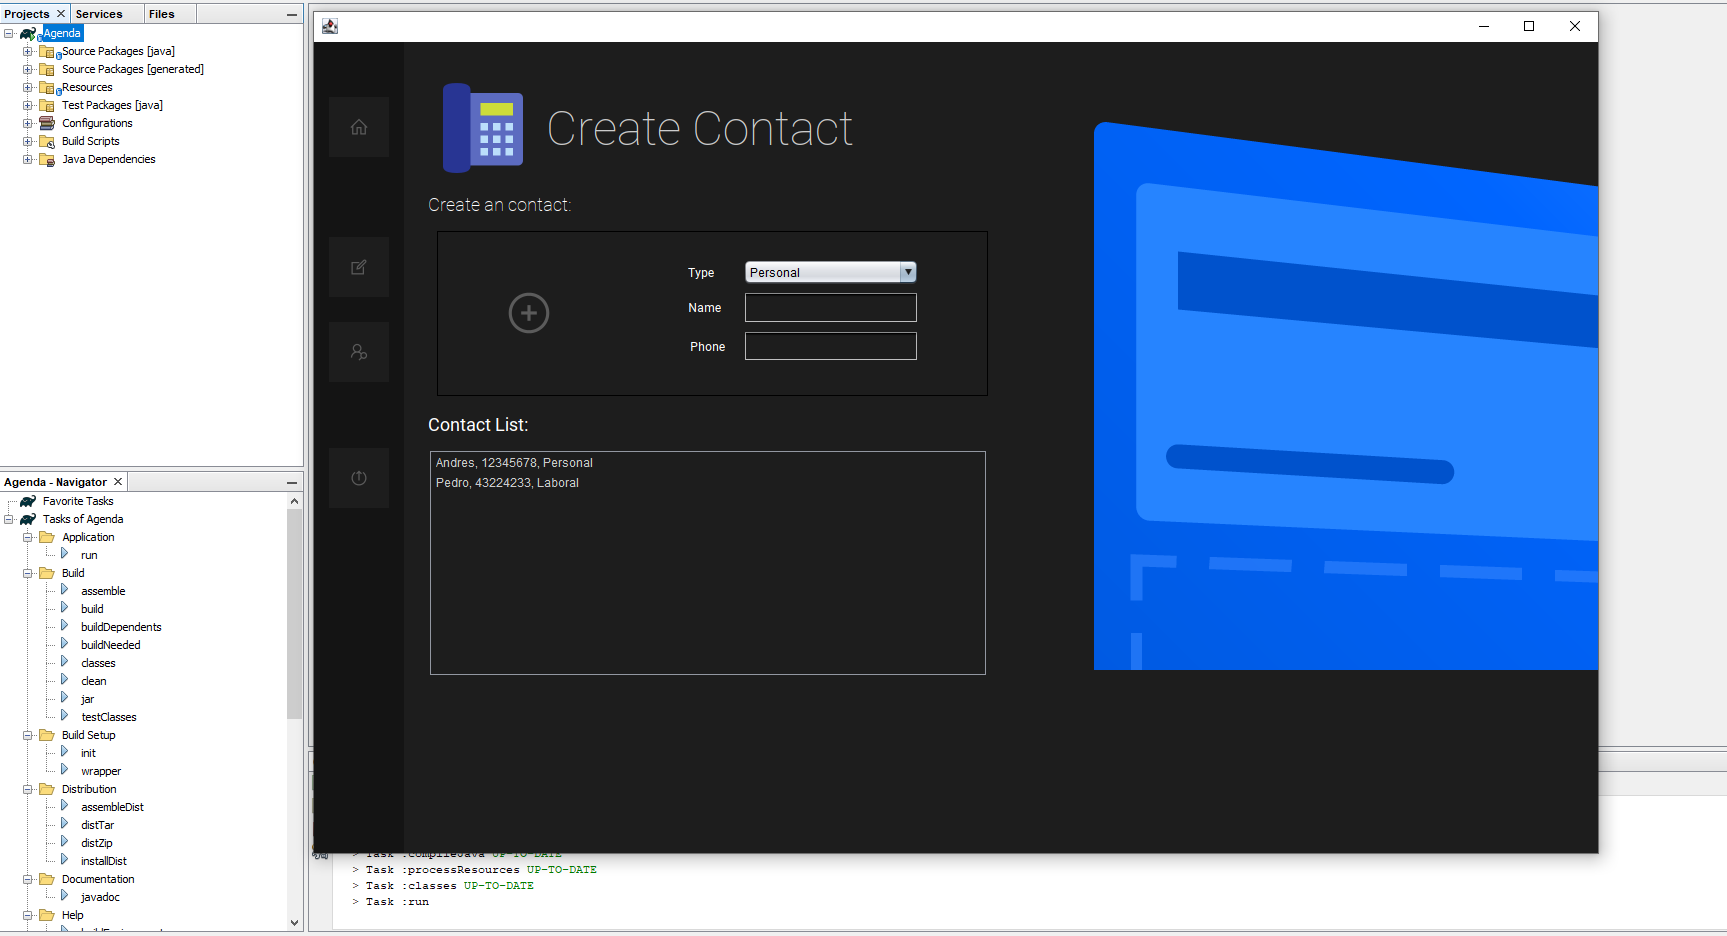 Projects
Services
Files
Agenda
Source Packages [java]
Source Packages [generated]
Resources
Test Packages [java]
Configurations
Build Scripts
Java Dependencies
Agenda - Navigator
Favorite Tasks
Tasks of Agenda
Application
run
Build
assemble
build
buildDependents
buildNeeded
classes
clean
jar
testClasses
Build Setup
init
wrapper
Distribution
assembleDist
distTar
distZip
installDist
Documentation
javadoc
Help
Create Contact
Create an contact:
Type
Personal
Name
Phone
Contact List:
Andres, 12345678, Personal
Pedro, 43224233, Laboral
> Task :compileJava UP-TO-DATE
> Task :processResources UP-TO-DATE
> Task :classes UP-TO-DATE
> Task :run